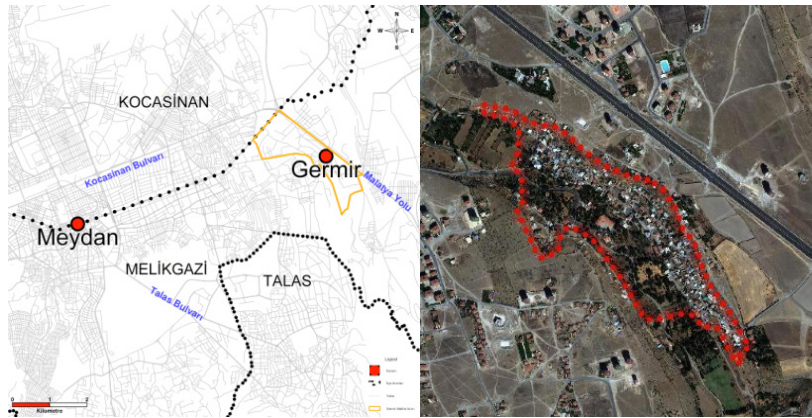 N
W
E
S
KOCASİNAN
Germir
Kocasinan Bulvarı
Malatya Yolu
Meydan
MELİKGAZİ
TALAS
Talas Bulvarı
Legend
0 1 2
Kilometre